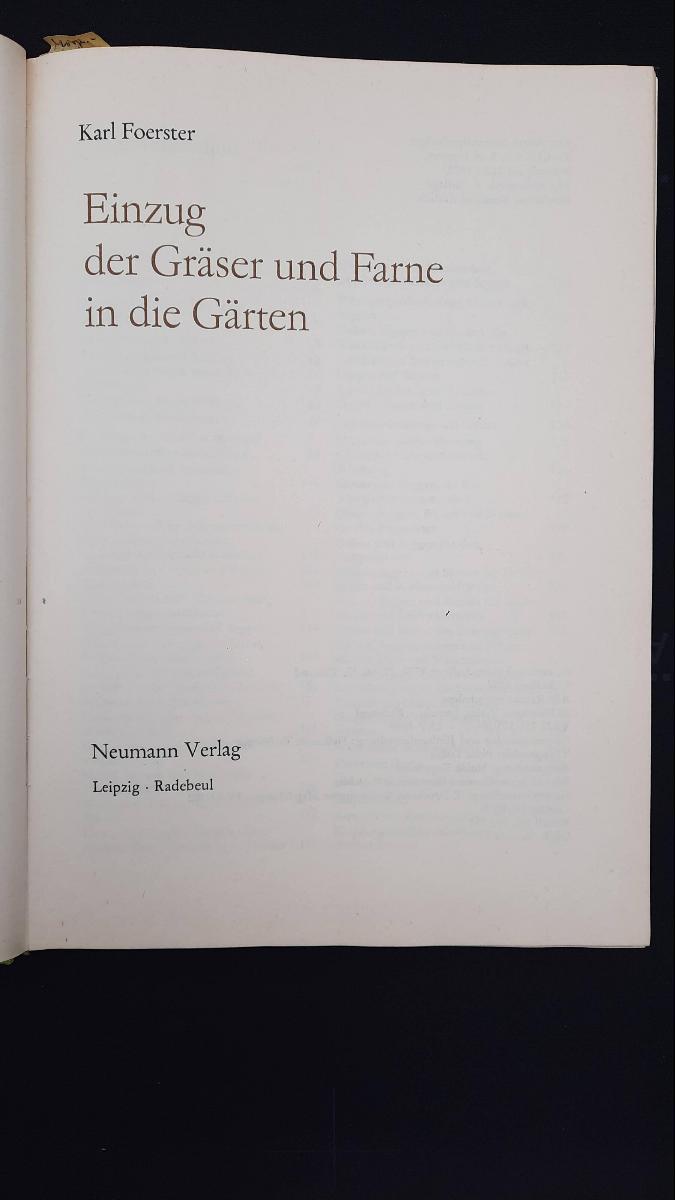 Karl Foerster
Einzug
der Gräser und Farne
in die Gärten
Neumann Verlag
Leipzig · Radebeul